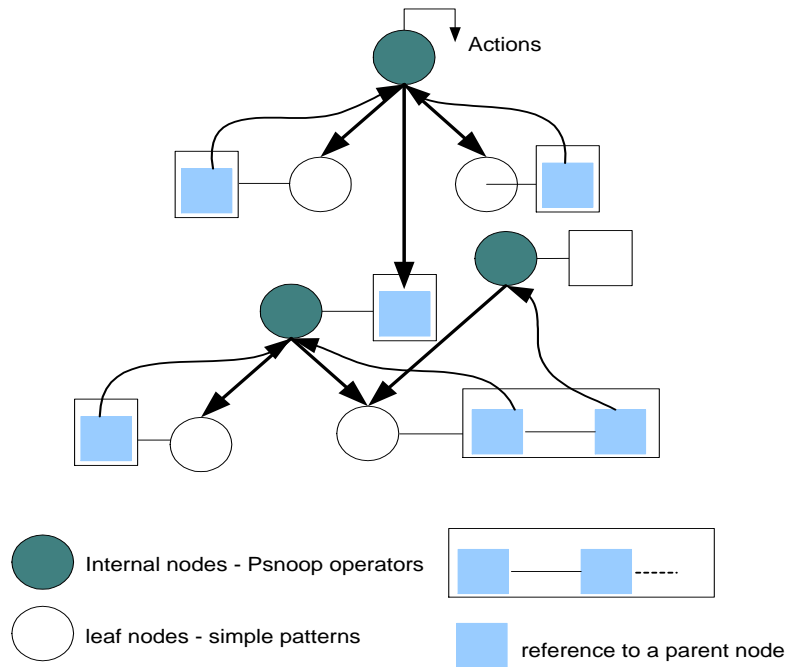 Actions
Internal nodes - Psnoop operators
leaf nodes - simple patterns
reference to a parent node